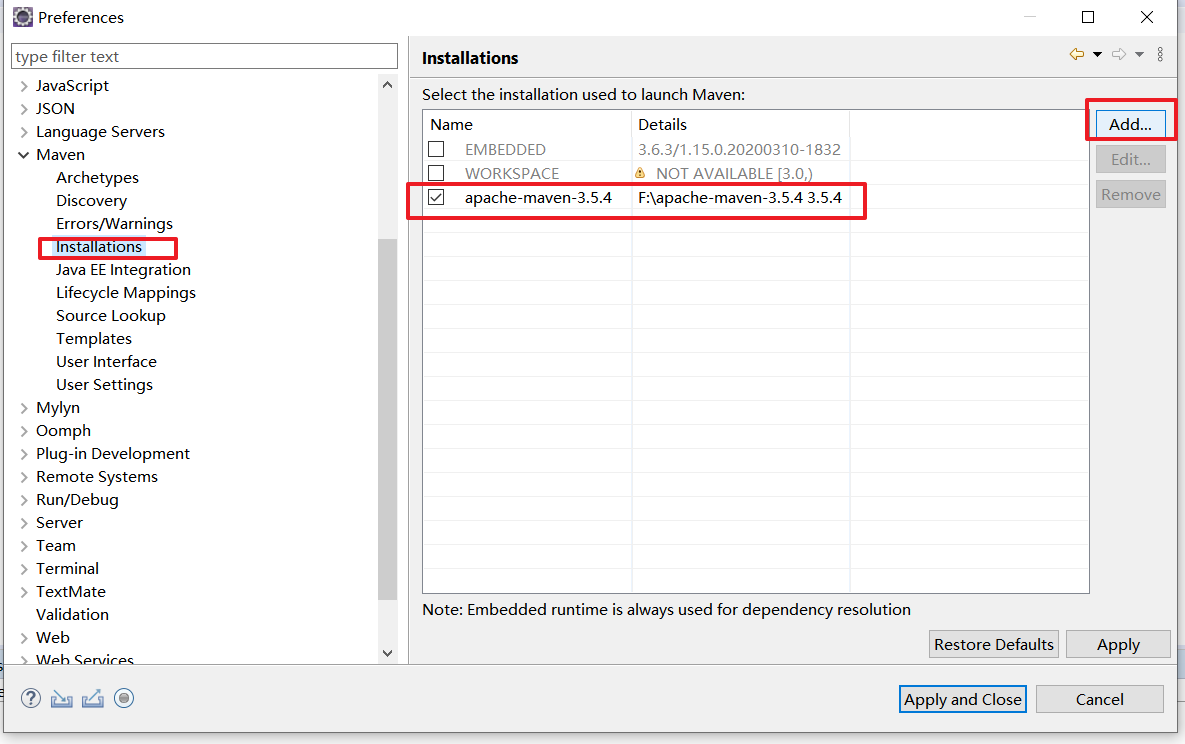 Preferences
type filter text
JavaScript
JSON
Language Servers
Maven
Archetypes
Discovery
Errors/Warnings
Installations
Java EE Integration
Lifecycle Mappings
Source Lookup
Templates
User Interface
User Settings
Mylyn
Oomph
Plug-in Development
Remote Systems
Run/Debug
Server
Team
Terminal
TextMate
Validation
Web
Web Services
Installations
Select the installation used to launch Maven:
Name Details
EMBEDDED 3.6.3/1.15.0.20200310-1832
WORKSPACE NOT AVAILABLE [3.0,)
apache-maven-3.5.4 F:\apache-maven-3.5.4 3.5.4
Add...
Edit...
Remove
Note: Embedded runtime is always used for dependency resolution
Restore Defaults Apply
Apply and Close Cancel